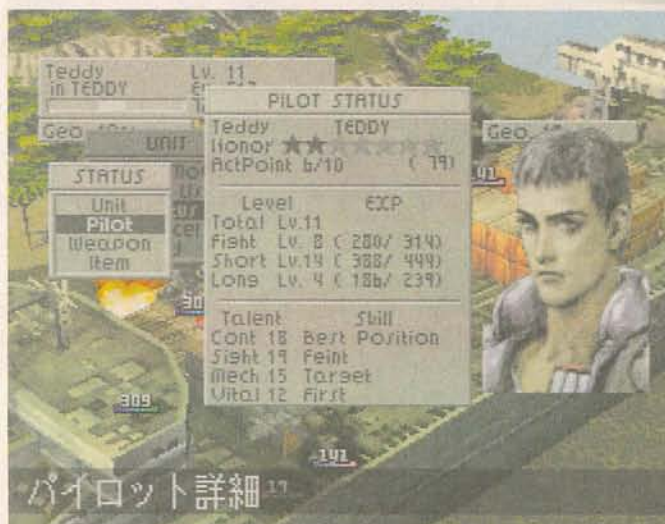 Teddy Lv. 11
in TEDDY
PILOT STATUS
Teddy TEDDY
Honor
ActPoint 6/10 ( 79)
Level EXP
Total Lv.11
Fight Lv. 8 ( 280/ 314)
Short Lv.14 ( 388/ 444)
Long Lv. 4 ( 186/ 239)
Talent Skill
Cont 18 Best Position
Sight 19 Feint
Mech 15 Target
Vital 12 First
Geo
UNIT
Geo
STATUS
Unit
Pilot
Weapon
Item
309
141
パイロット詳細